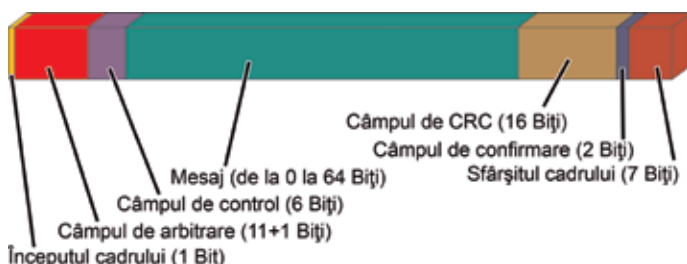 Câmpul de CRC (16 Biţi)
Câmpul de confirmare (2 Biţi)
Sfârşitul cadrului (7 Biţi)
Mesaj (de la 0 la 64 Biţi)
Câmpul de control (6 Biţi)
Câmpul de arbitrare (11+1 Biţi)
Începutul cadrului (1 Bit)